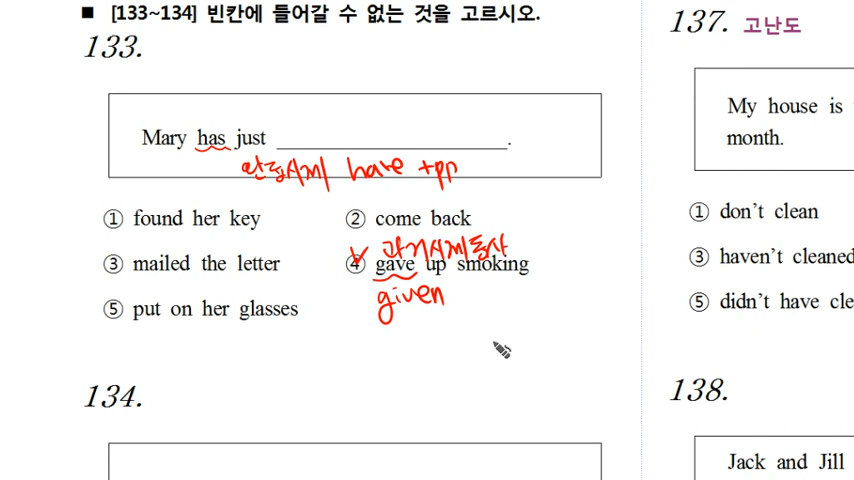 ■ [133~134] 빈칸에 들어갈 수 없는 것을 고르시오.
133.
Mary has just ____________________.
완료시제 have +pp
① found her key ② come back
과거시제동사
③ mailed the letter ④ gave up smoking
given
⑤ put on her glasses
134.
137. 고난도
My house is
month.
① don't clean
③ haven't cleaned
⑤ didn't have cle
138.
Jack and Jill